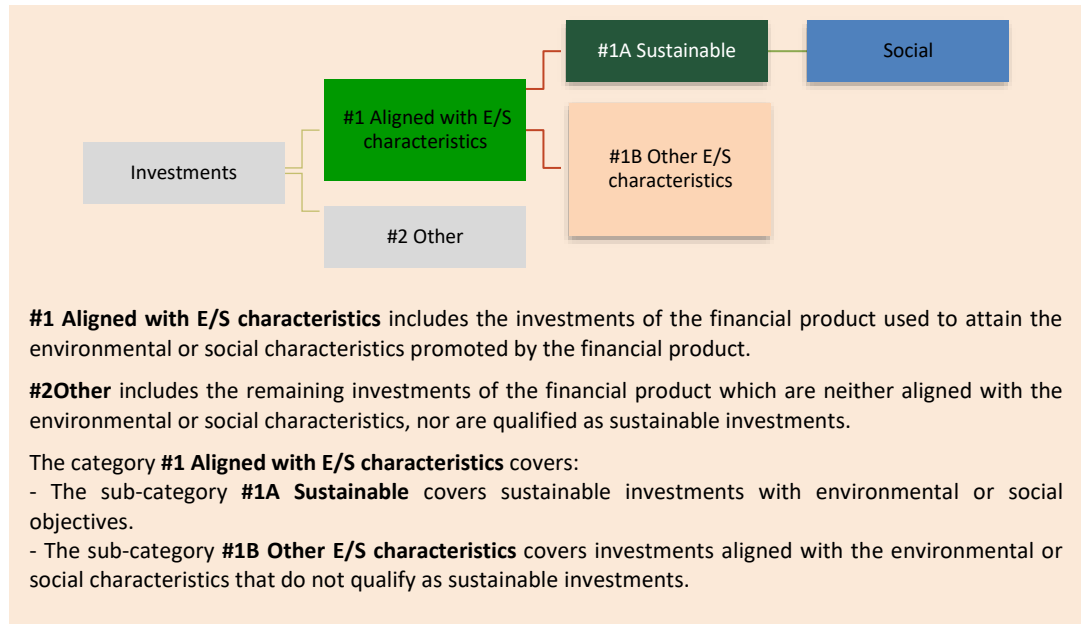 #1A Sustainable
Social
#1 Aligned with E/S
characteristics
#1B Other E/S
characteristics
Investments
#2 Other
#1 Aligned with E/S characteristics includes the investments of the financial product used to attain the
environmental or social characteristics promoted by the financial product.
#2Other includes the remaining investments of the financial product which are neither aligned with the
environmental or social characteristics, nor are qualified as sustainable investments.
The category #1 Aligned with E/S characteristics covers:
- The sub-category #1A Sustainable covers sustainable investments with environmental or social
objectives.
- The sub-category #1B Other E/S characteristics covers investments aligned with the environmental or
social characteristics that do not qualify as sustainable investments.